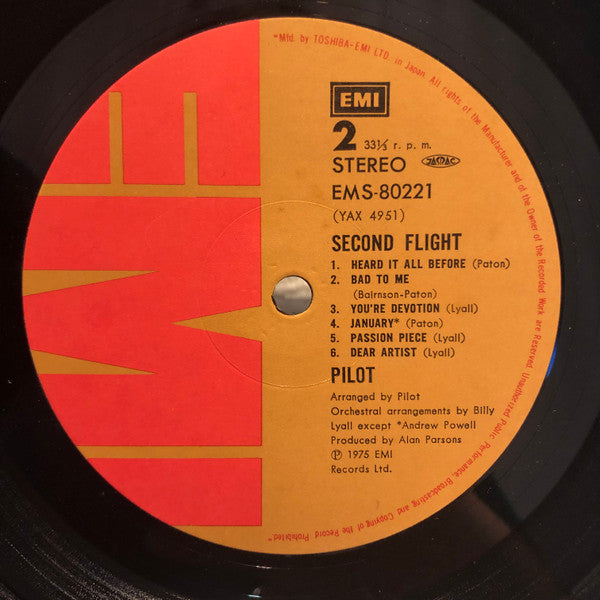 "Mfd. by TOSHIBA-EMI LTD. in Japan. All rights of the Manufacturer and of the Owner of the Recorded Work are Reserved. Unauthorized Public Performance, Broadcasting and Copying of the Record Prohibited"
EMI
2 33⅓ r. p. m.
STEREO JASRAC
EMS-80221
(YAX 4951)
SECOND FLIGHT
1. HEARD IT ALL BEFORE (Paton)
2. BAD TO ME
(Bairnson-Paton)
3. YOU'RE DEVOTION (Lyall)
4. JANUARY* (Paton)
5. PASSION PIECE (Lyall)
6. DEAR ARTIST (Lyall)
PILOT
Arranged by Pilot
Orchestral arrangements by Billy
Lyall except *Andrew Powell
Produced by Alan Parsons
Ⓟ 1975 EMI
Records Ltd.
EMI